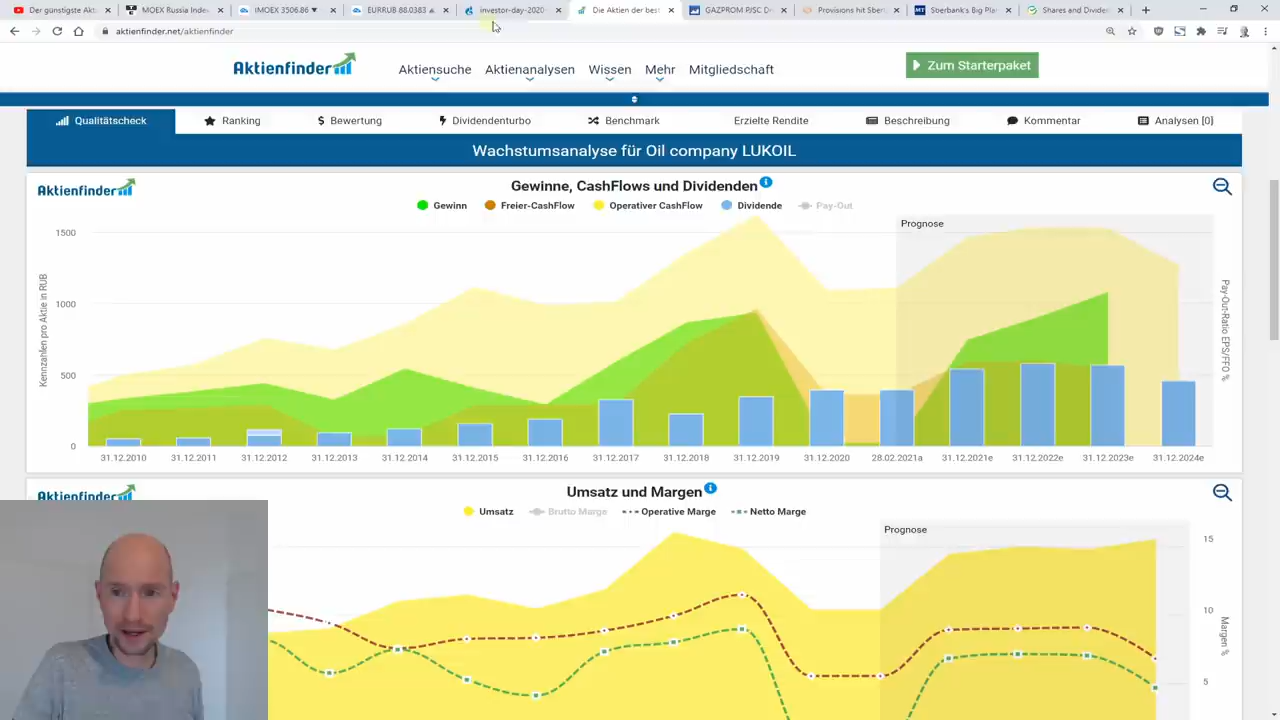 Der günstigste Akt
MOEX Russia Index
IMOEX 3506.86 ▼
EURRUB 88.0383 ▲
investor-day-2020
Die Aktien der best
GAZPROM PJSC D
Provisions hit Sber
Sberbank's Big Pla
Shares and Divide
aktienfinder.net/aktienfinder
Aktienfinder
Aktiensuche
Aktienanalysen
Wissen
Mehr
Mitgliedschaft
Zum Starterpaket
Qualitätscheck
Ranking
Bewertung
Dividendenturbo
Benchmark
Erzielte Rendite
Beschreibung
Kommentar
Analysen [0]
Wachstumsanalyse für Oil company LUKOIL
Aktienfinder
Gewinne, CashFlows und Dividenden
Gewinn
Freier-CashFlow
Operativer CashFlow
Dividende
Pay-Out
Prognose
1500
1000
500
0
Kennzahlen pro Aktie in RUB
Pay-Out-Ratio EPS/FFO %
31.12.2010
31.12.2011
31.12.2012
31.12.2013
31.12.2014
31.12.2015
31.12.2016
31.12.2017
31.12.2018
31.12.2019
31.12.2020
28.02.2021a
31.12.2021e
31.12.2022e
31.12.2023e
31.12.2024e
Aktienfinder
Umsatz und Margen
Umsatz
Brutto Marge
Operative Marge
Netto Marge
Prognose
15
10
5
Margen %